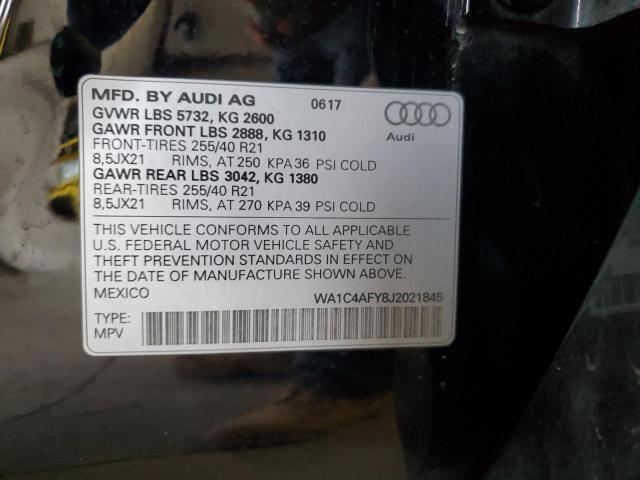 MFD. BY AUDI AG 0617
GVWR LBS 5732, KG 2600
GAWR FRONT LBS 2888, KG 1310
FRONT-TIRES 255/40 R21
8,5JX21 RIMS, AT 250 KPA 36 PSI COLD
GAWR REAR LBS 3042, KG 1380
REAR-TIRES 255/40 R21
8,5JX21 RIMS, AT 270 KPA 39 PSI COLD
Audi
THIS VEHICLE CONFORMS TO ALL APPLICABLE
U.S. FEDERAL MOTOR VEHICLE SAFETY AND
THEFT PREVENTION STANDARDS IN EFFECT ON
THE DATE OF MANUFACTURE SHOWN ABOVE.
MEXICO WA1C4AFY8J2021845
TYPE:
MPV